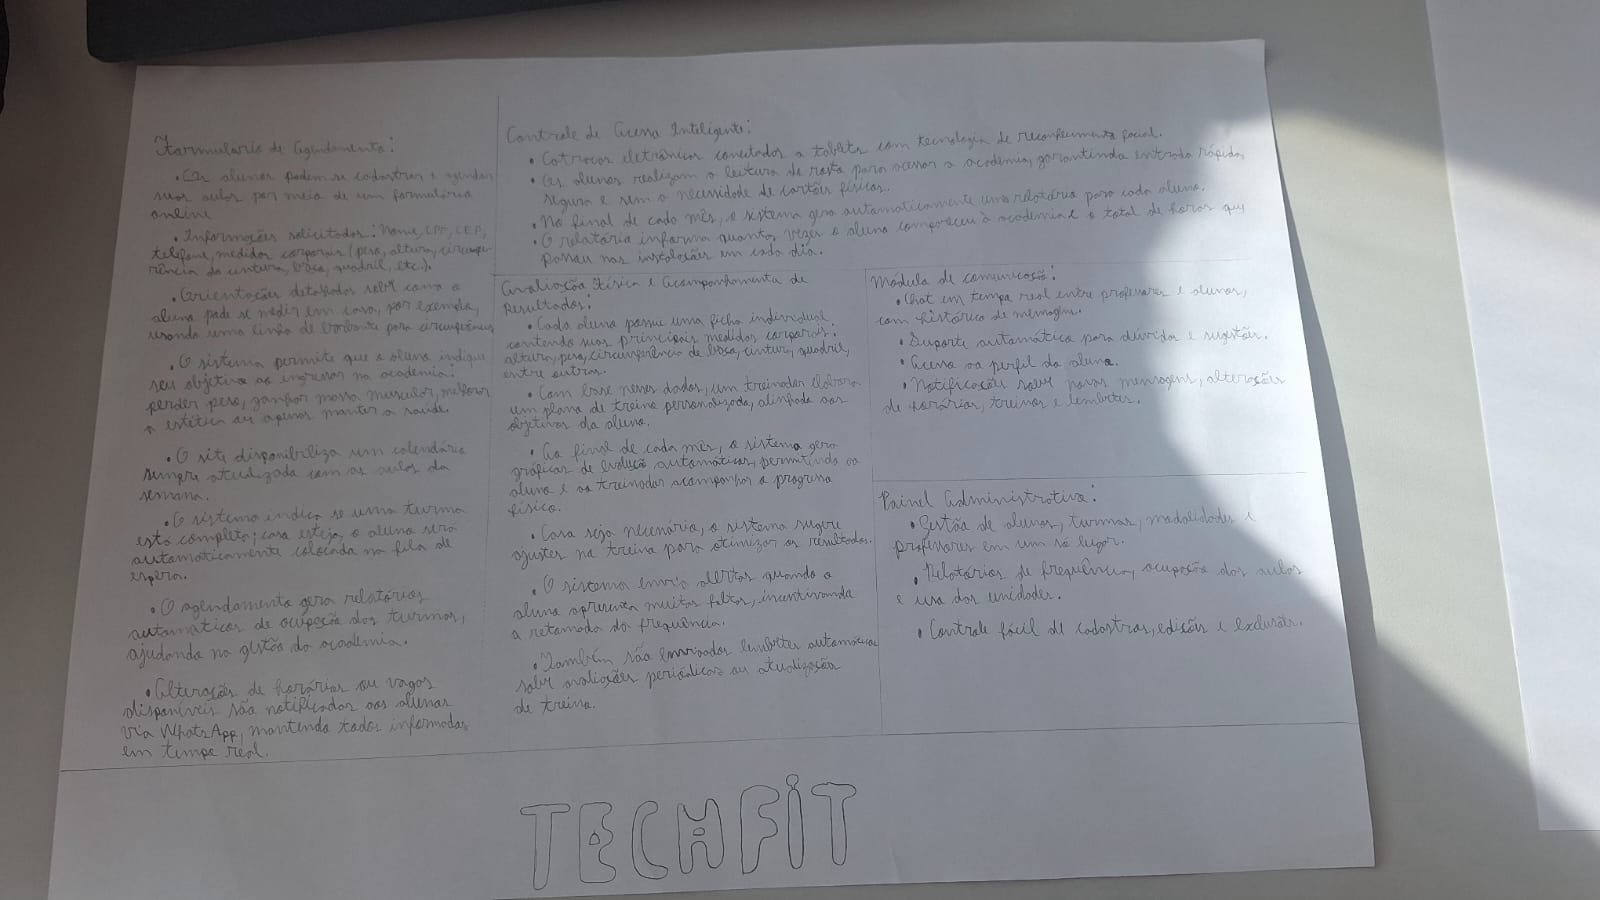 Formulario de Agendamento:
• Os alunos podem se cadastrar e agendar
suas aulas por meio de um formulário
online.
• Informações solicitadas: nome, CPF, CEP,
telefone, medidas corporais (peso, altura, circunfe-
rência da cintura, braço, quadril, etc.).
• Orientações detalhadas sobre como o
aluno pode se medir em casa, por exemplo,
usando uma linha de barbante para circunferências
• O sistema permite que o aluno indique
seu objetivo ao ingressar na academia:
perder peso, ganhar massa muscular, melhorar
a estética ou apenas manter a saúde.
• O site disponibiliza um calendário
sempre atualizado com as aulas da
semana.
• O sistema indica se uma turma
está completa; caso esteja, o aluno será
automaticamente colocado na fila de
espera.
• O agendamento gera relatórios
automáticos de ocupação das turmas,
ajudando na gestão da academia.
• Alteração de horários ou vagas
disponíveis são notificadas aos alunos
via WhatsApp, mantendo todos informados
em tempo real.
Controle de Acesso Inteligente:
• Catracas eletrônicas conectadas a tablets com tecnologia de reconhecimento facial.
• Os alunos realizam a leitura de rosto para acessar a academia, garantindo entrada rápida,
segura e sem a necessidade de cartões físicos.
• No final de cada mês, o sistema gera automaticamente um relatório para cada aluno.
• O relatório informa quantas vezes o aluno compareceu à academia e o total de horas que
passou nas instalações em cada dia.
Avaliação Física e Acompanhamento de
Resultados:
• Cada aluno possui uma ficha individual
contendo suas principais medidas corporais:
altura, peso, circunferência de braço, cintura, quadril,
entre outras.
• Com base nesses dados, um treinador elabora
um plano de treino personalizado, alinhado aos
objetivos do aluno.
• Ao final de cada mês, o sistema gera
gráficos de evolução automáticos, permitindo ao
aluno e ao treinador acompanhar o progresso
físico.
• Caso seja necessário, o sistema sugere
ajustes no treino para otimizar os resultados.
• O sistema envia alertas quando o
aluno apresenta muitas faltas, incentivando
a retomada da frequência.
• Também são enviados lembretes automáticos
sobre avaliações periódicas ou atualização
de treino.
Módulo de comunicação:
• Chat em tempo real entre professores e alunos,
com histórico de mensagem.
• Suporte automático para dúvidas e sugestões.
• Acesso ao perfil do aluno.
• Notificações sobre novas mensagens, alterações
de horários, treinos e lembretes.
Painel Administrativo:
• Gestão de alunos, turmas, modalidades e
professores em um só lugar.
• Relatórios de frequência, ocupação das aulas
e uso das unidades.
• Controle fácil de cadastros, edições e exclusões.
TECHFIT